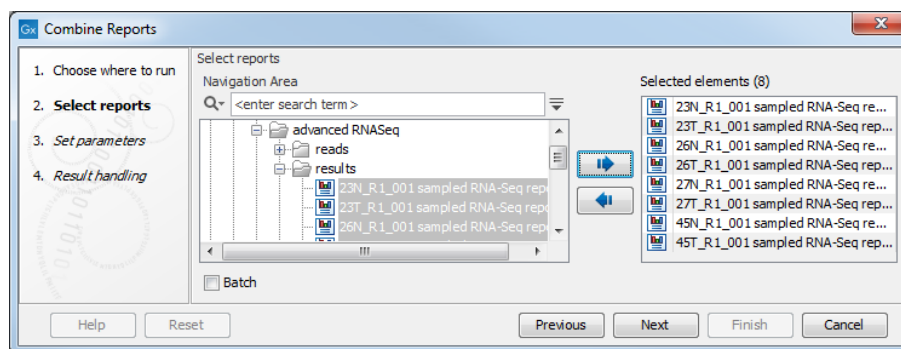 Gx Combine Reports
1. Choose where to run
2. Select reports
3. Set parameters
4. Result handling
Select reports
Navigation Area
<enter search term>
advanced RNASeq
reads
results
23N_R1_001 sampled RNA-Seq repo
23T_R1_001 sampled RNA-Seq repo
26N_R1_001 sampled RNA-Seq repo
Batch
Selected elements (8)
23N_R1_001 sampled RNA-Seq re...
23T_R1_001 sampled RNA-Seq rep...
26N_R1_001 sampled RNA-Seq re...
26T_R1_001 sampled RNA-Seq rep...
27N_R1_001 sampled RNA-Seq re...
27T_R1_001 sampled RNA-Seq rep...
45N_R1_001 sampled RNA-Seq re...
45T_R1_001 sampled RNA-Seq rep...
Help
Reset
Previous
Next
Finish
Cancel